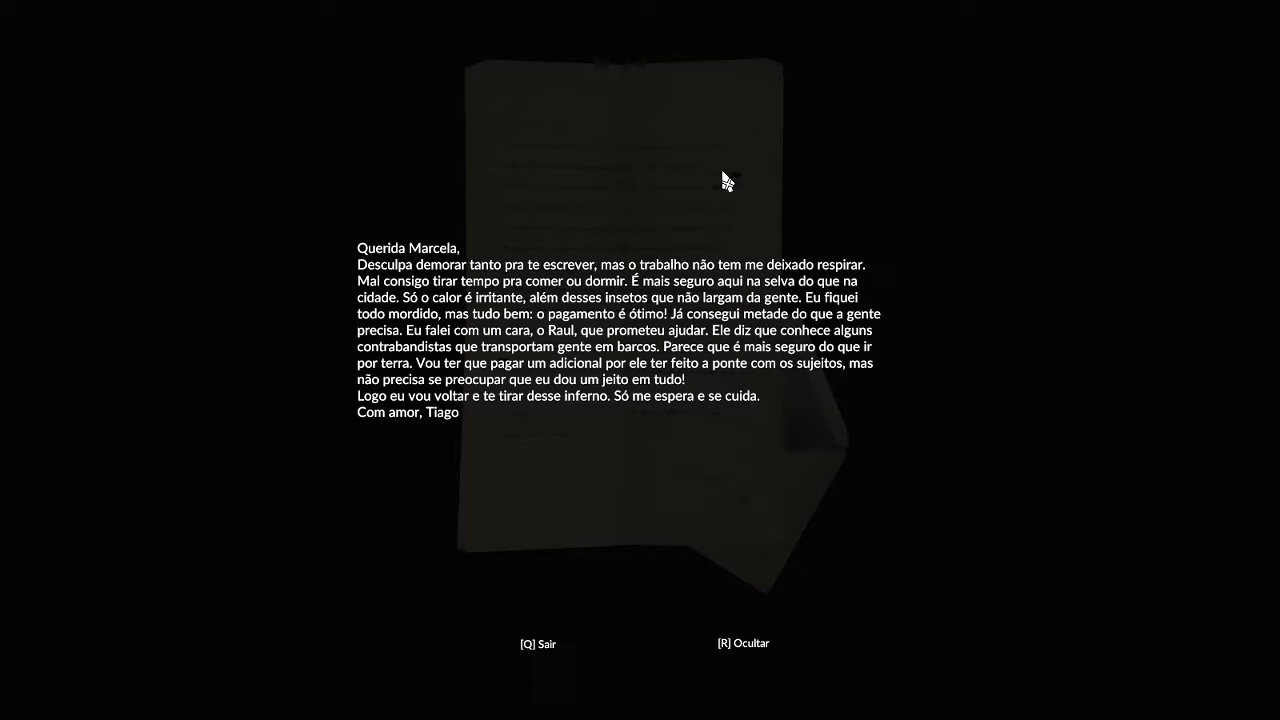 Querida Marcela,
Desculpa demorar tanto pra te escrever, mas o trabalho não tem me deixado respirar.
Mal consigo tirar tempo pra comer ou dormir. É mais seguro aqui na selva do que na
cidade. Só o calor é irritante, além desses insetos que não largam da gente. Eu fiquei
todo mordido, mas tudo bem: o pagamento é ótimo! Já consegui metade do que a gente
precisa. Eu falei com um cara, o Raul, que prometeu ajudar. Ele diz que conhece alguns
contrabandistas que transportam gente em barcos. Parece que é mais seguro do que ir
por terra. Vou ter que pagar um adicional por ele ter feito a ponte com os sujeitos, mas
não precisa se preocupar que eu dou um jeito em tudo!
Logo eu vou voltar e te tirar desse inferno. Só me espera e se cuida.
Com amor, Tiago
[Q] Sair
[R] Ocultar